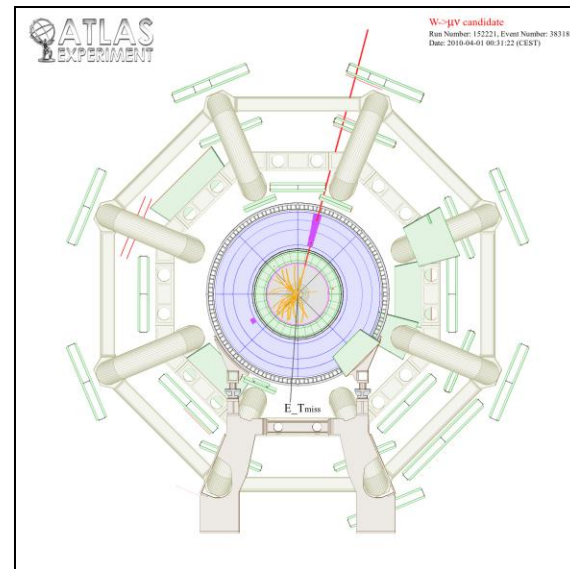 ATLAS
EXPERIMENT
W->μν candidate
Run Number: 152221, Event Number: 38318
Date: 2010-04-01 00:31:22 (CEST)
E_Tmiss